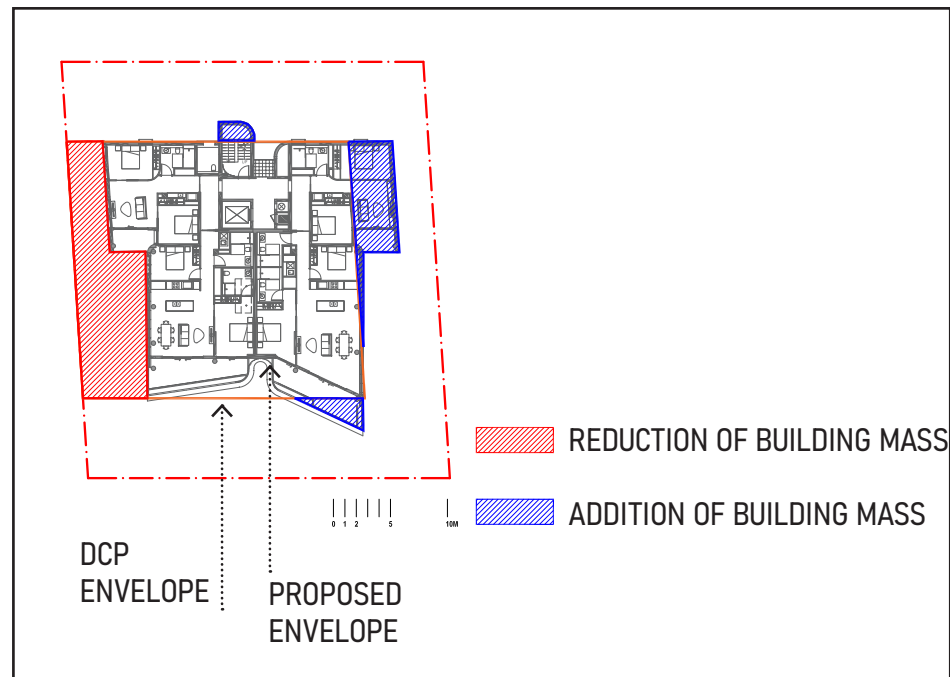 REDUCTION OF BUILDING MASS
ADDITION OF BUILDING MASS
0 1 2 5 10M
DCP
ENVELOPE
PROPOSED
ENVELOPE